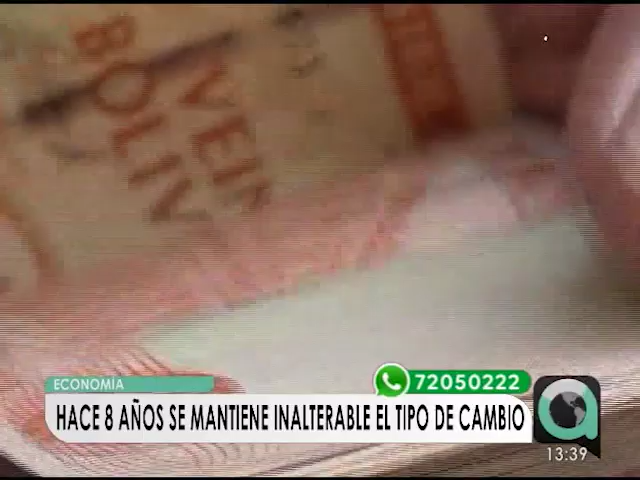 VEIN
BOLIV
ECONOMÍA
72050222
HACE 8 AÑOS SE MANTIENE INALTERABLE EL TIPO DE CAMBIO
13:39